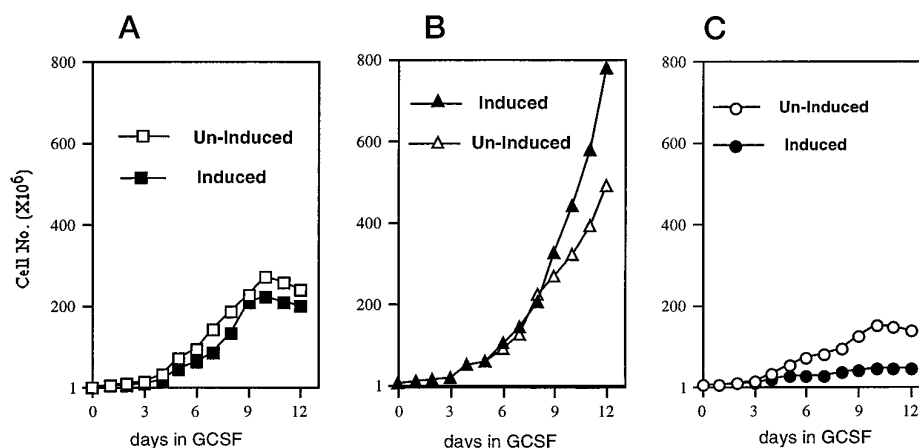 A
B
C
800
600
400
200
1
Cell No. (X10⁶)
Un-Induced
Induced
0
3
6
9
12
days in GCSF
800
600
400
200
1
Induced
Un-Induced
0
3
6
9
12
days in GCSF
800
600
400
200
1
Un-Induced
Induced
0
3
6
9
12
days in GCSF